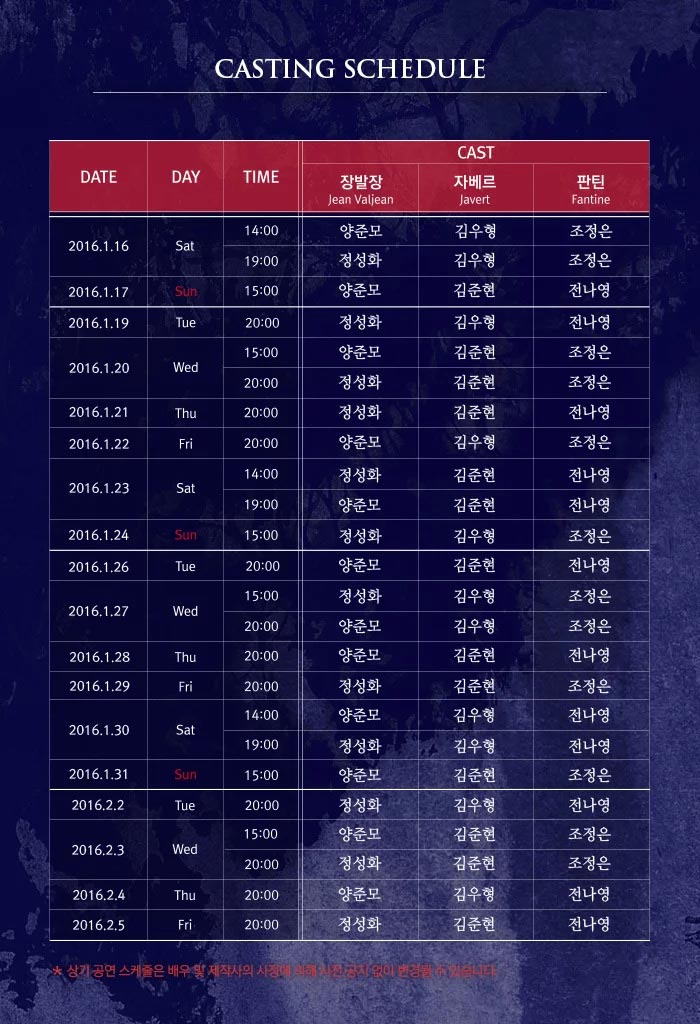 CASTING SCHEDULE
DATE DAY TIME CAST
장발장 자베르 판틴
Jean Valjean Javert Fantine
2016.1.16 Sat 14:00 양준모 김우형 조정은
19:00 정성화 김우형 조정은
2016.1.17 Sun 15:00 양준모 김준현 전나영
2016.1.19 Tue 20:00 정성화 김우형 전나영
2016.1.20 Wed 15:00 양준모 김준현 조정은
20:00 정성화 김준현 조정은
2016.1.21 Thu 20:00 정성화 김준현 전나영
2016.1.22 Fri 20:00 양준모 김우형 조정은
2016.1.23 Sat 14:00 정성화 김준현 전나영
19:00 양준모 김준현 전나영
2016.1.24 Sun 15:00 정성화 김우형 조정은
2016.1.26 Tue 20:00 양준모 김준현 전나영
2016.1.27 Wed 15:00 정성화 김우형 조정은
20:00 양준모 김우형 조정은
2016.1.28 Thu 20:00 양준모 김우형 전나영
2016.1.29 Fri 20:00 정성화 김준현 조정은
2016.1.30 Sat 14:00 양준모 김우형 전나영
19:00 정성화 김우형 전나영
2016.1.31 Sun 15:00 양준모 김준현 조정은
2016.2.2 Tue 20:00 정성화 김우형 전나영
2016.2.3 Wed 15:00 양준모 김준현 조정은
20:00 정성화 김준현 조정은
2016.2.4 Thu 20:00 양준모 김우형 전나영
2016.2.5 Fri 20:00 정성화 김준현 전나영
* 상기 공연 스케줄은 배우 및 제작사의 사정에 의해 사전 공지 없이 변경될 수 있습니다.